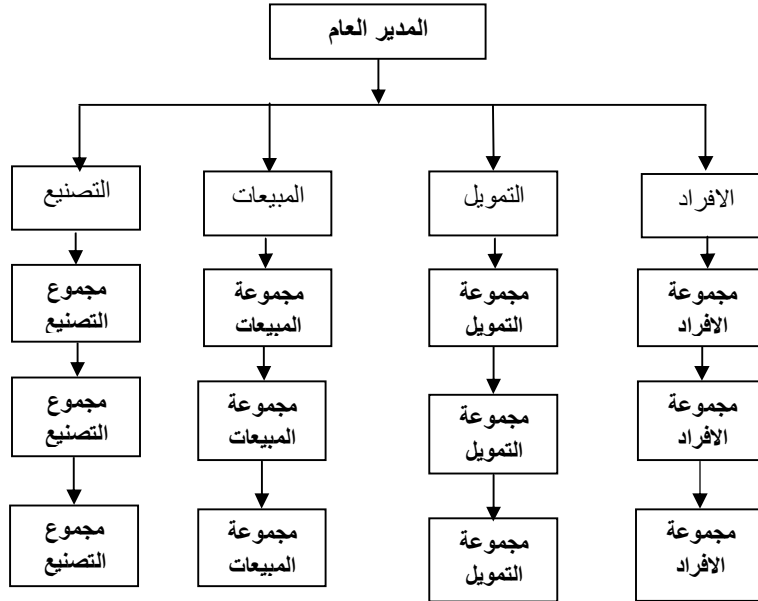 المدير العام
الافراد
التمويل
المبيعات
التصنيع
مجموعة
الافراد
مجموعة
التمويل
مجموعة
المبيعات
مجموع
التصنيع
مجموعة
الافراد
مجموعة
التمويل
مجموعة
المبيعات
مجموع
التصنيع
مجموعة
الافراد
مجموعة
التمويل
مجموعة
المبيعات
مجموع
التصنيع